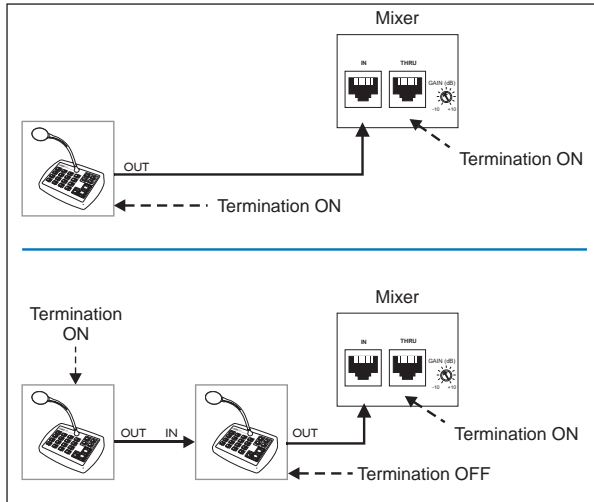 Mixer
IN THRU
GAIN (dB)
-10 +10
OUT
Termination ON
Termination ON
Mixer
Termination
ON
IN THRU
GAIN (dB)
-10 +10
OUT IN OUT
Termination ON
Termination OFF